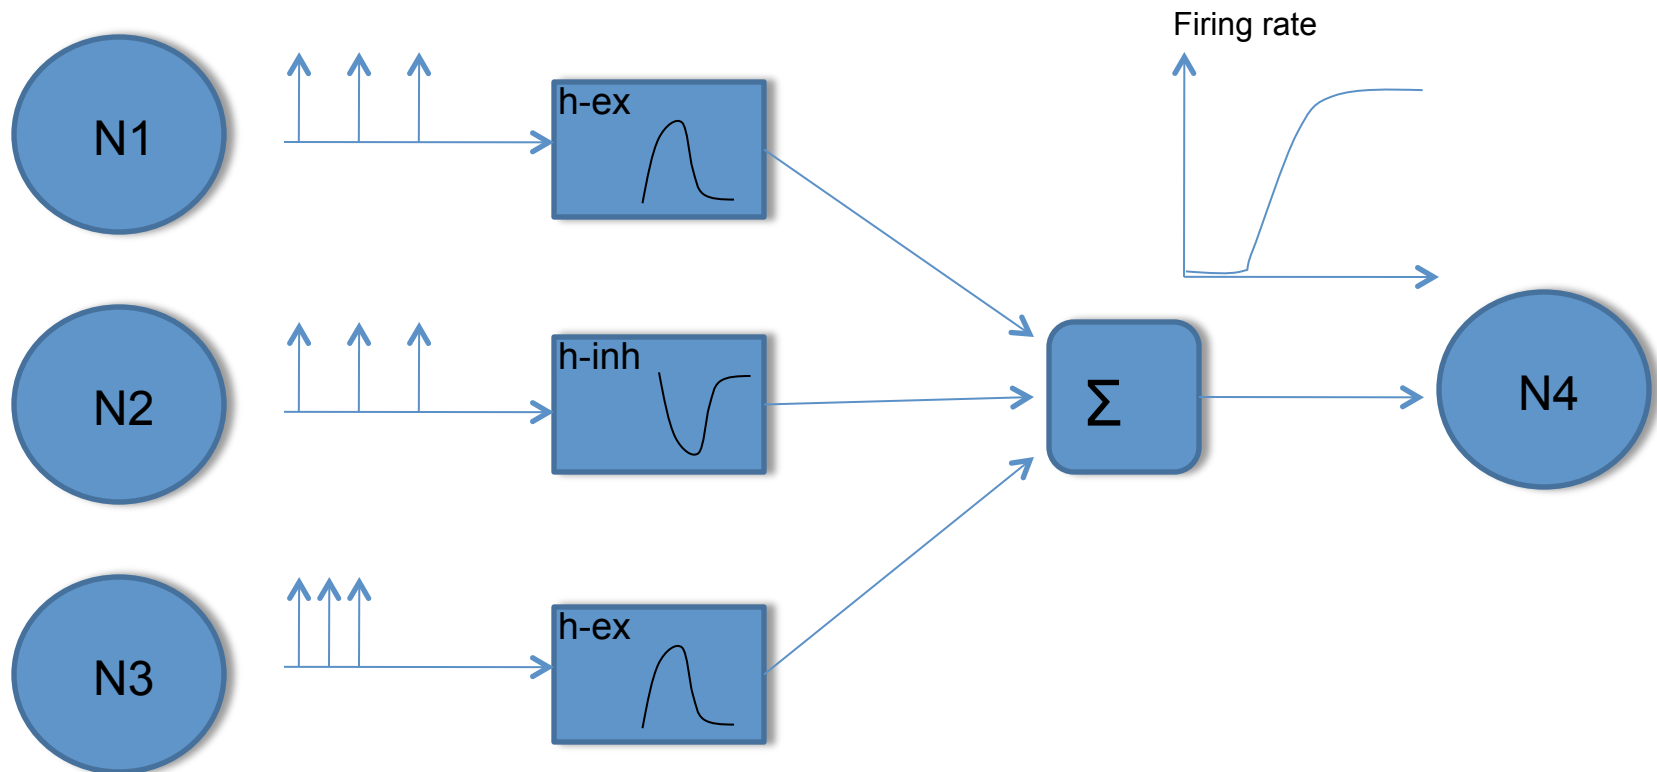 Firing rate
N1
h-ex
N2
h-inh
Σ
N4
N3
h-ex